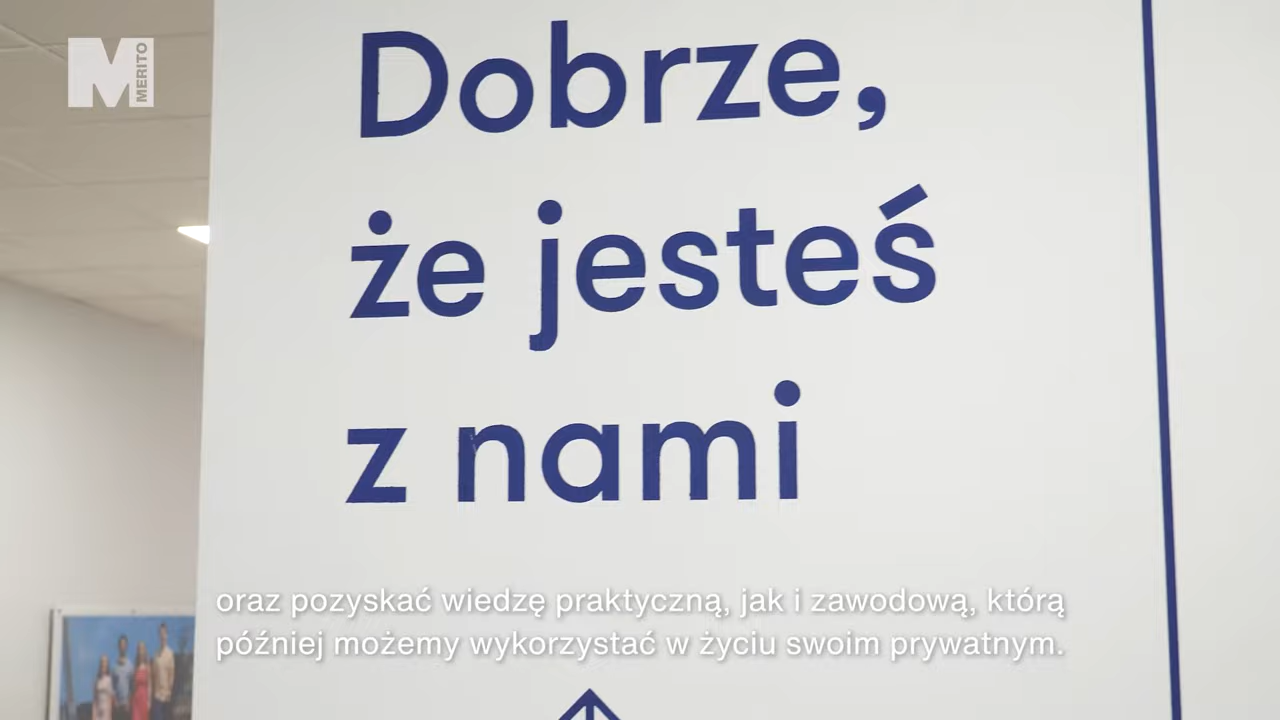 M MERITO
Dobrze,
że jesteś
z nami
oraz pozyskać wiedzę praktyczną, jak i zawodową, którą
później możemy wykorzystać w życiu swoim prywatnym.